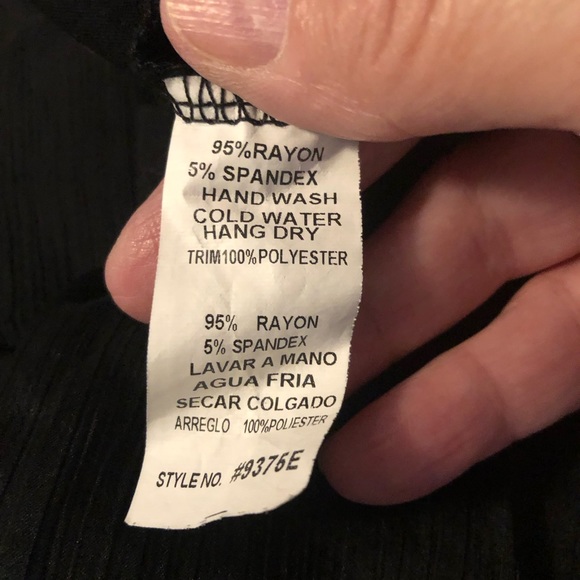 95%RAYON
5% SPANDEX
HAND WASH
COLD WATER
HANG DRY
TRIM100%POLYESTER
95% RAYON
5% SPANDEX
LAVAR A MANO
AGUA FRIA
SECAR COLGADO
ARREGLO 100%POLIESTER
STYLE NO. #9375E